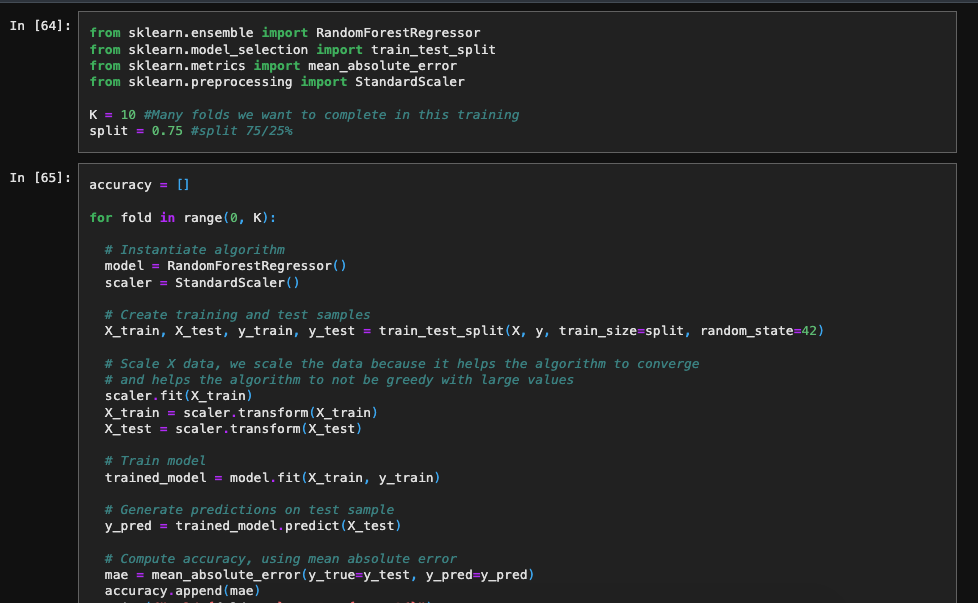 In [64]:
from sklearn.ensemble import RandomForestRegressor
from sklearn.model_selection import train_test_split
from sklearn.metrics import mean_absolute_error
from sklearn.preprocessing import StandardScaler
K = 10 #Many folds we want to complete in this training
split = 0.75 #split 75/25%
In [65]:
accuracy = []
for fold in range(0, K):
# Instantiate algorithm
model = RandomForestRegressor()
scaler = StandardScaler()
# Create training and test samples
X_train, X_test, y_train, y_test = train_test_split(X, y, train_size=split, random_state=42)
# Scale X data, we scale the data because it helps the algorithm to converge
# and helps the algorithm to not be greedy with large values
scaler.fit(X_train)
X_train = scaler.transform(X_train)
X_test = scaler.transform(X_test)
# Train model
trained_model = model.fit(X_train, y_train)
# Generate predictions on test sample
y_pred = trained_model.predict(X_test)
# Compute accuracy, using mean absolute error
mae = mean_absolute_error(y_true=y_test, y_pred=y_pred)
accuracy.append(mae)